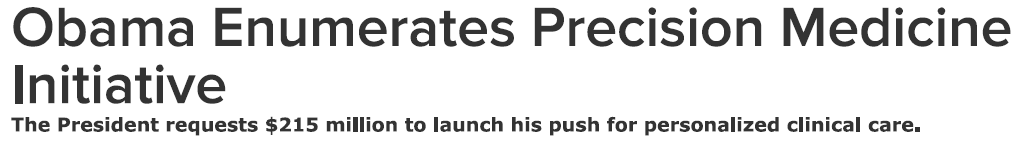 Obama Enumerates Precision Medicine
Initiative
The President requests $215 million to launch his push for personalized clinical care.